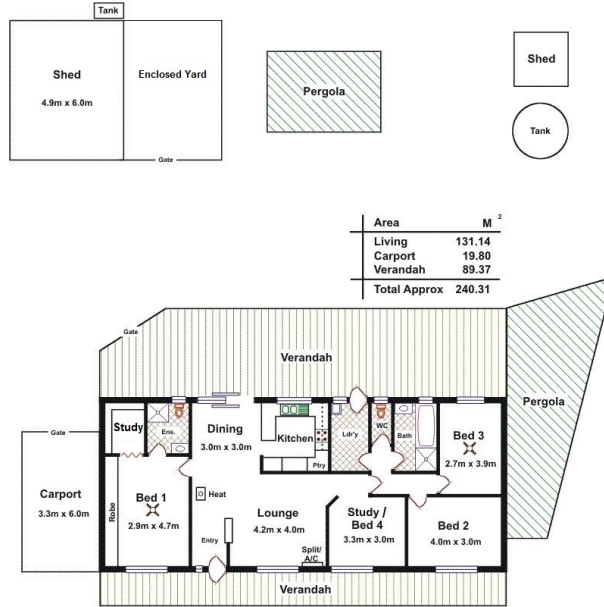 Tank
Shed
4.9m x 6.0m
Enclosed Yard
Gate
Pergola
Shed
Tank
Area M ²
Living 131.14
Carport 19.80
Verandah 89.37
Total Approx 240.31
Gate
Verandah
Pergola
Gate
Carport
3.3m x 6.0m
Study
Ens.
Dining
3.0m x 3.0m
Kitchen
Ptry
Ldr'y
WC
Bath
Bed 3
2.7m x 3.9m
Robe
Bed 1
2.9m x 4.7m
Heat
Entry
Lounge
4.2m x 4.0m
Split/
A/C
Study /
Bed 4
3.3m x 3.0m
Bed 2
4.0m x 3.0m
Verandah